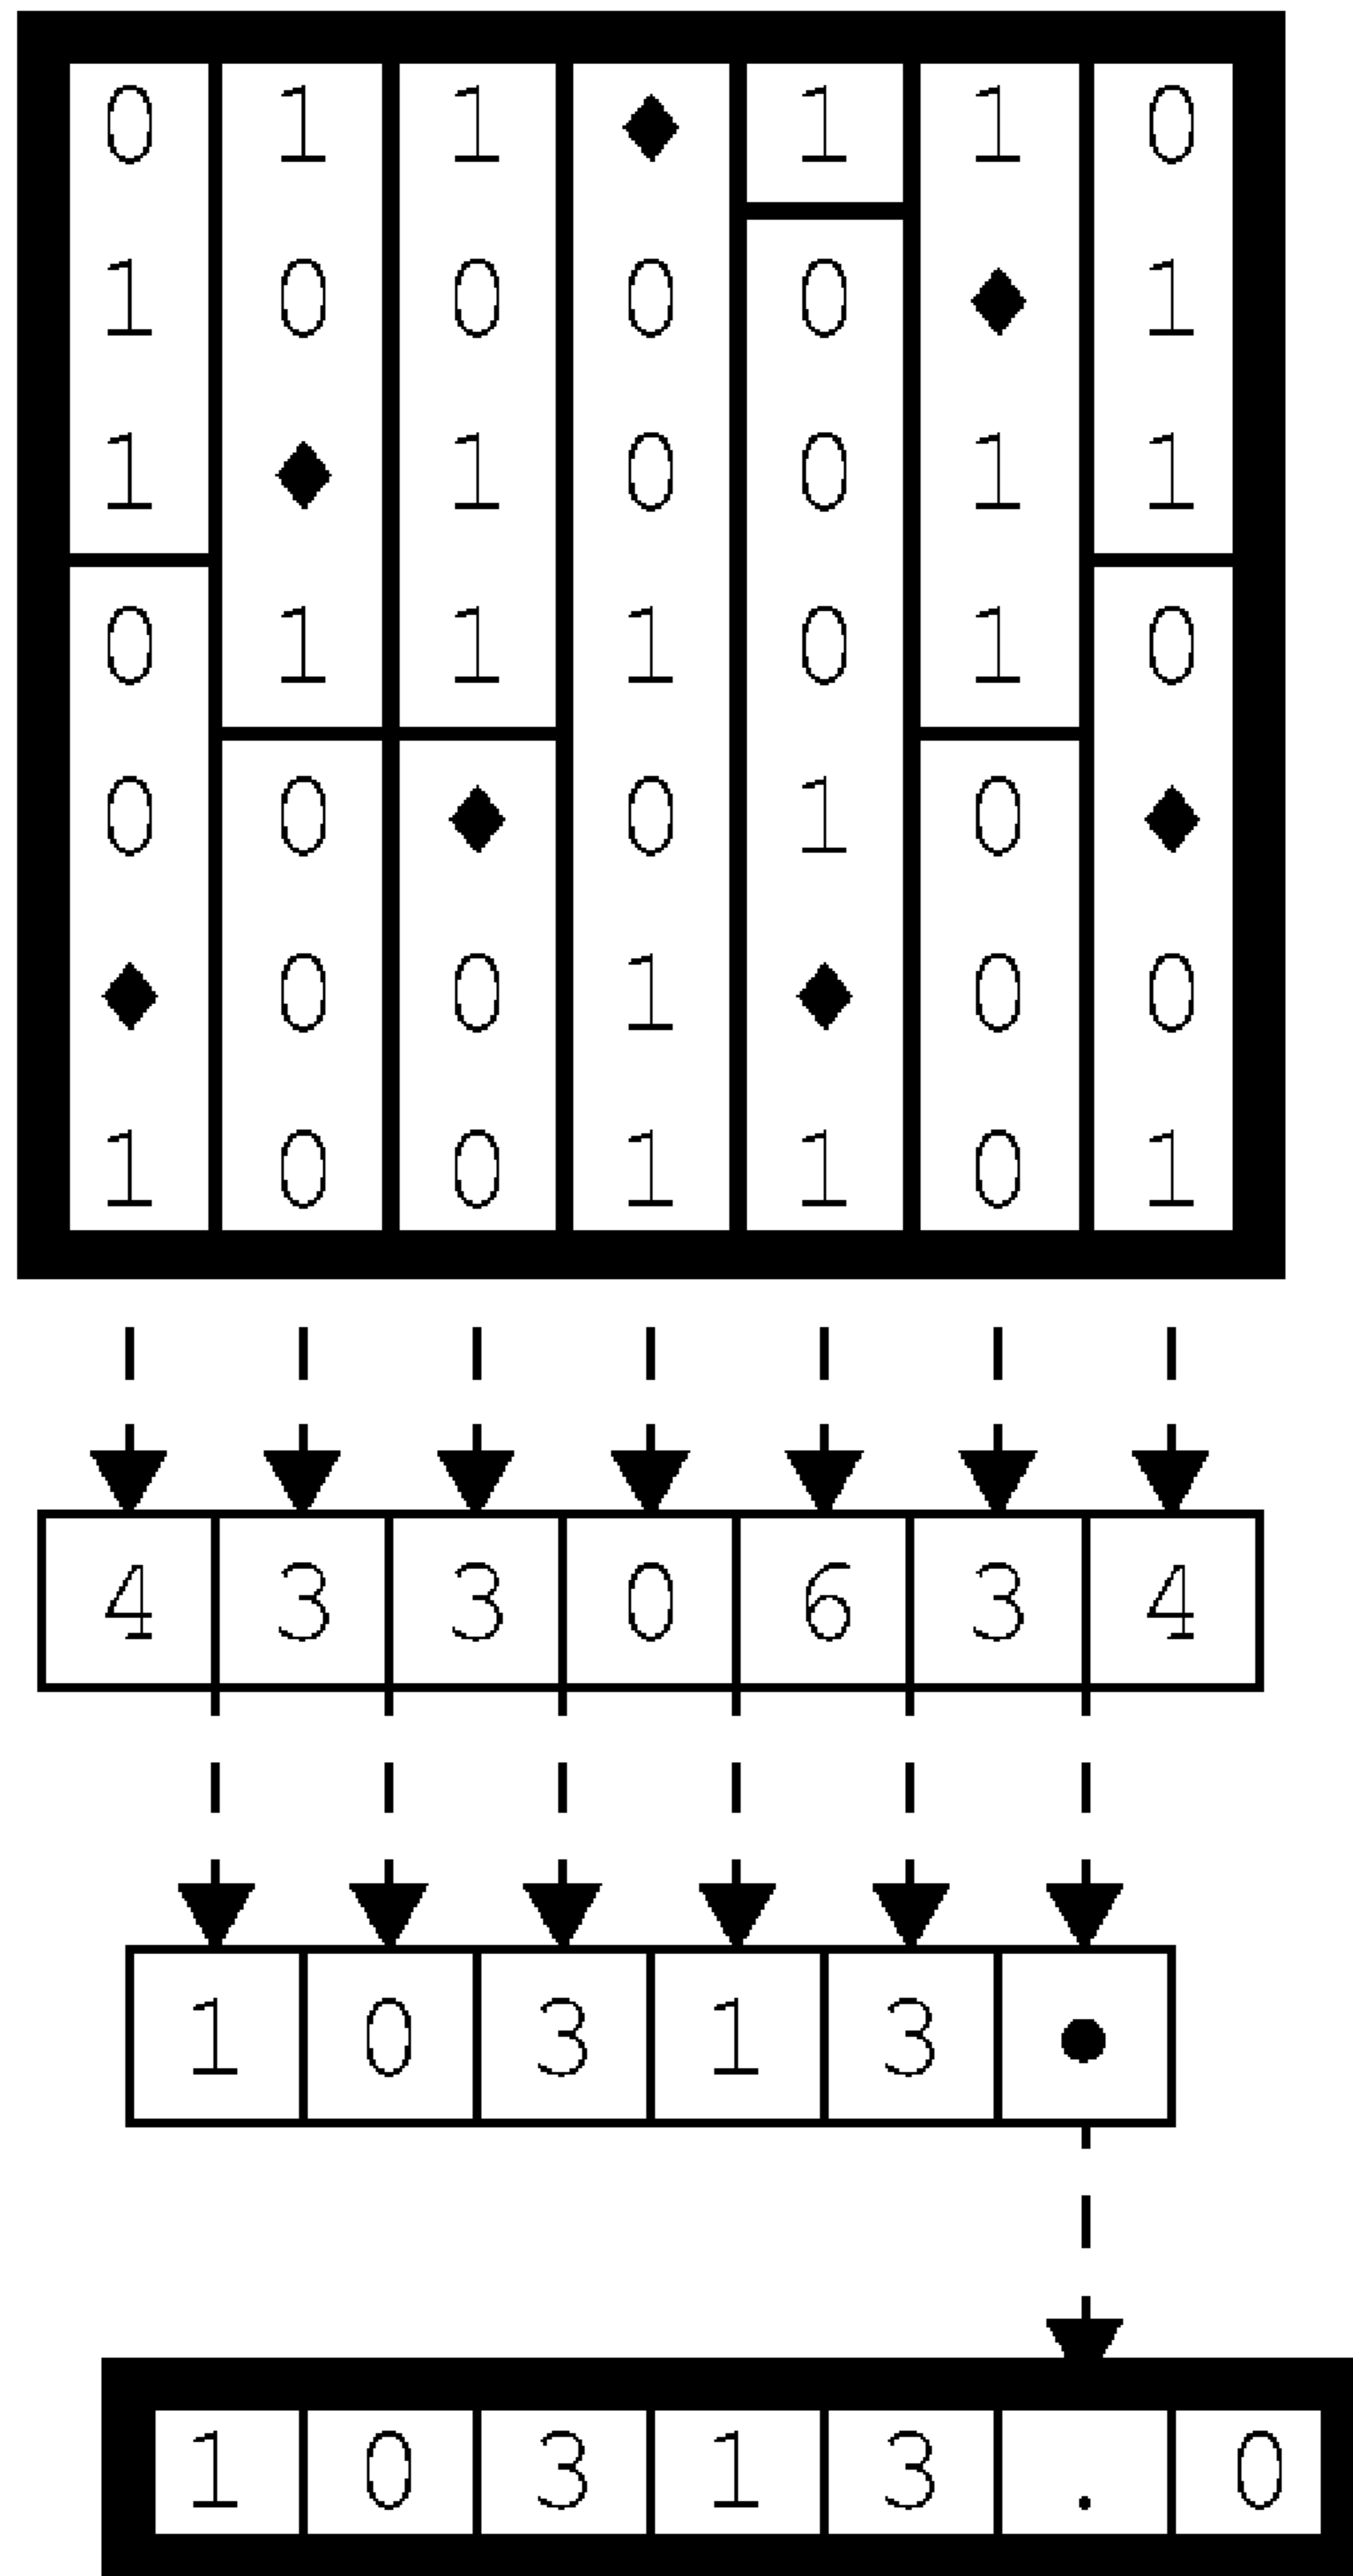 0 1 1 ♦ 1 1 0
1 0 0 0 0 ♦ 1
1 ♦ 1 0 0 1 1
0 1 1 1 0 1 0
0 0 ♦ 0 1 0 ♦
♦ 0 0 1 ♦ 0 0
1 0 0 1 1 0 1
4 3 3 0 6 3 4
1 0 3 1 3 ●
1 0 3 1 3 . 0